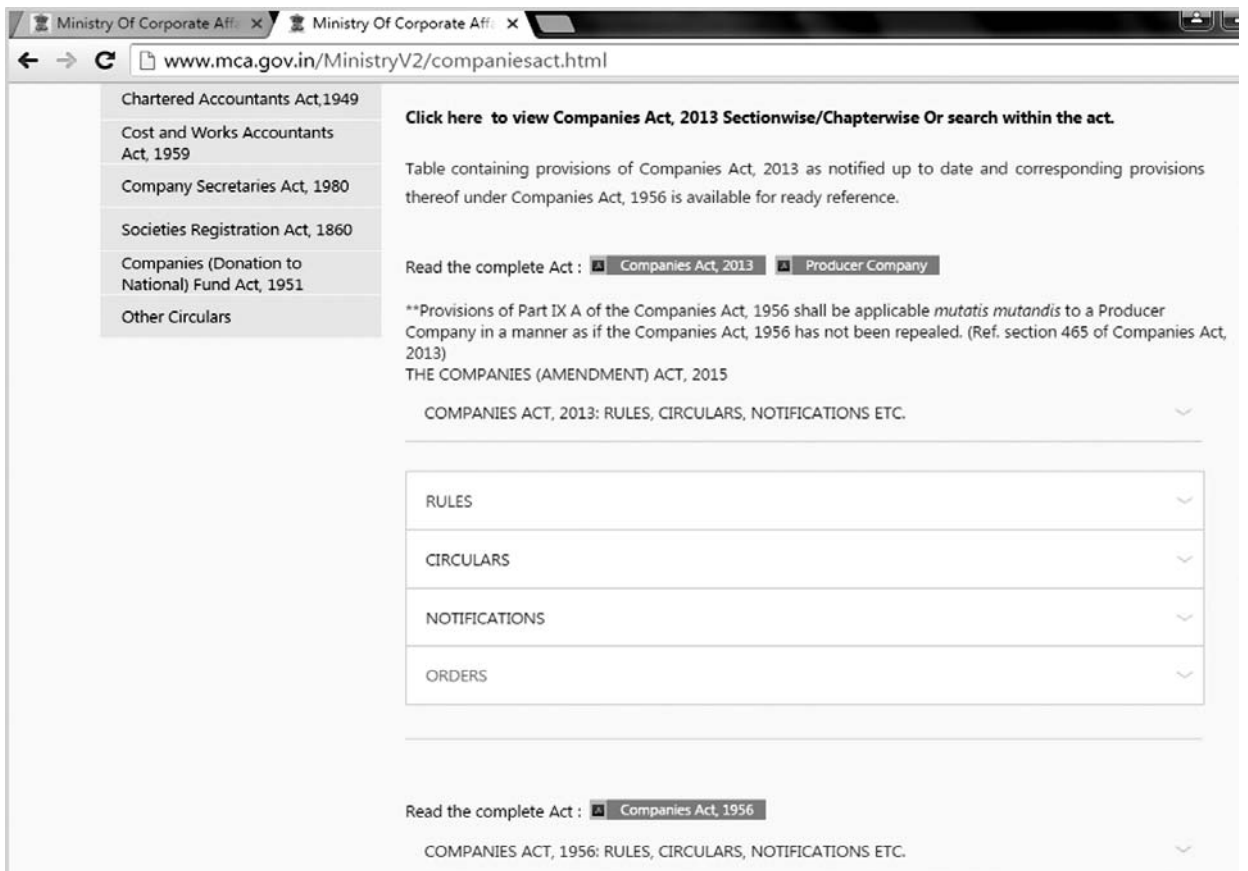 Ministry Of Corporate Affa
Ministry Of Corporate Aff
www.mca.gov.in/MinistryV2/companiesact.html
Chartered Accountants Act,1949
Cost and Works Accountants
Act, 1959
Company Secretaries Act, 1980
Societies Registration Act, 1860
Companies (Donation to
National) Fund Act, 1951
Other Circulars
Click here to view Companies Act, 2013 Sectionwise/Chapterwise Or search within the act.
Table containing provisions of Companies Act, 2013 as notified up to date and corresponding provisions
thereof under Companies Act, 1956 is available for ready reference.
Read the complete Act : Companies Act, 2013 Producer Company
**Provisions of Part IX A of the Companies Act, 1956 shall be applicable mutatis mutandis to a Producer
Company in a manner as if the Companies Act, 1956 has not been repealed. (Ref. section 465 of Companies Act,
2013)
THE COMPANIES (AMENDMENT) ACT, 2015
COMPANIES ACT, 2013: RULES, CIRCULARS, NOTIFICATIONS ETC.
RULES
CIRCULARS
NOTIFICATIONS
ORDERS
Read the complete Act : Companies Act, 1956
COMPANIES ACT, 1956: RULES, CIRCULARS, NOTIFICATIONS ETC.